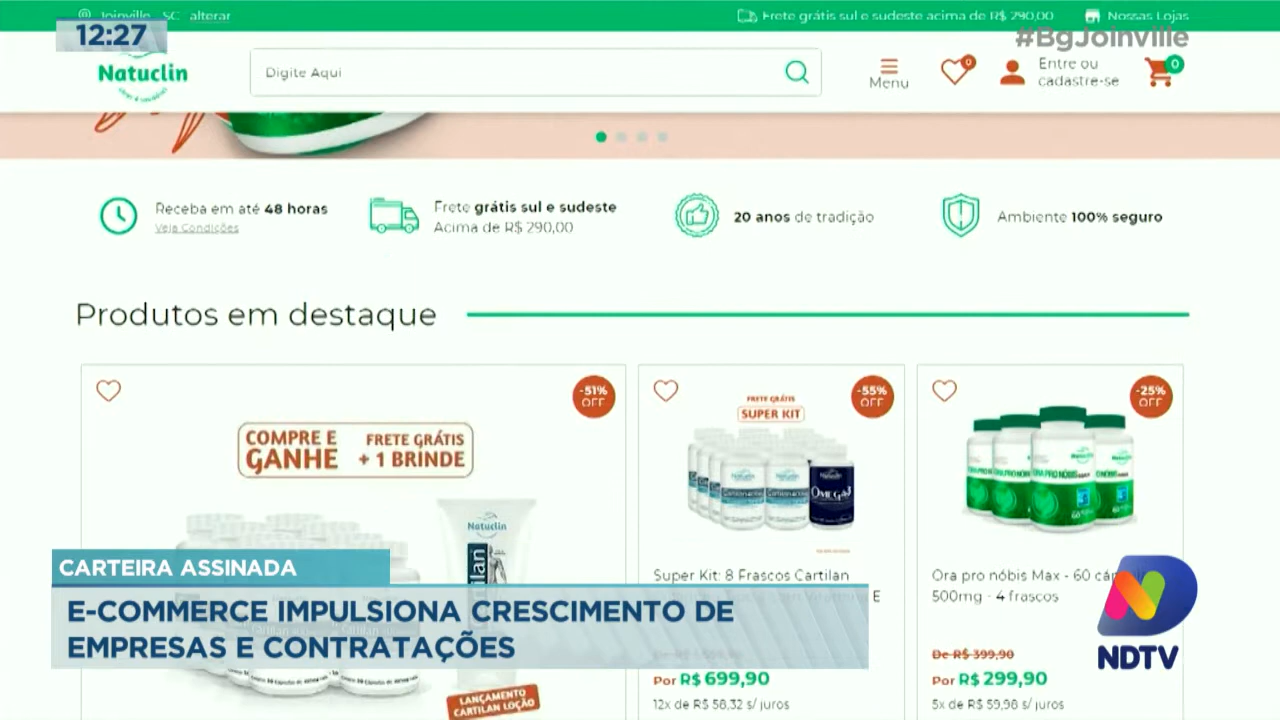 Joinville - SC alterar
Frete grátis sul e sudeste acima de R$ 290,00
Nossas Lojas
12:27
#BgJoinville
Natuclin
Digite Aqui
Menu
0
Entre ou
cadastre-se
0
Receba em até 48 horas
Veja Condições
Frete grátis sul e sudeste
Acima de R$ 290,00
20 anos de tradição
Ambiente 100% seguro
Produtos em destaque
-51%
OFF
COMPRE E
GANHE
FRETE GRÁTIS
+ 1 BRINDE
Natuclin
LANÇAMENTO
CARTILAN LOÇÃO
-55%
OFF
FRETE GRÁTIS
SUPER KIT
ÔMEGA3
Super Kit: 8 Frascos Cartilan
Por R$ 699,90
12x de R$ 58,32 s/ juros
-25%
OFF
Natuclin
ORA PRO NÓBIS
Ora pro nóbis Max - 60
500mg - 4 frascos
De R$ 399,90
Por R$ 299,90
5x de R$ 59,98 s/ juros
CARTEIRA ASSINADA
E-COMMERCE IMPULSIONA CRESCIMENTO DE
EMPRESAS E CONTRATAÇÕES
NDTV